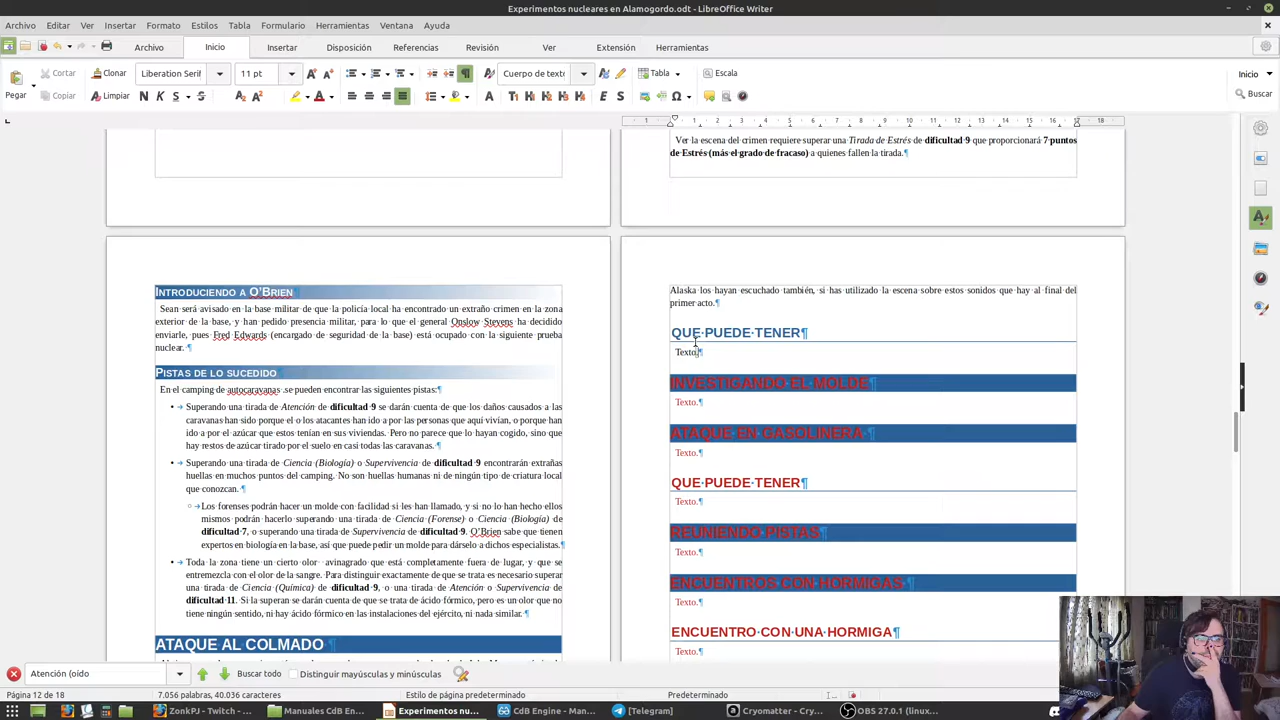 Experimentos nucleares en Alamogordo.odt - LibreOffice Writer
Archivo Editar Ver Insertar Formato Estilos Tabla Formulario Herramientas Ventana Ayuda
Archivo Inicio Insertar Disposición Referencias Revisión Ver Extensión Herramientas
Cortar Clonar Liberation Serif 11 pt Cuerpo de texto Tabla Escala Inicio
Pegar Copiar Limpiar Buscar
1 1 2 3 4 5 6 7 8 9 10 11 12 13 14 15 16 17 18
Ver la escena del crimen requiere superar una Tirada de Estrés de dificultad 9 que proporcionará 7 puntos
de Estrés (más el grado de fracaso) a quienes fallen la tirada.¶
INTRODUCIENDO A O'BRIEN¶
Sean será avisado en la base militar de que la policía local ha encontrado un extraño crimen en la zona
exterior de la base, y han pedido presencia militar, para lo que el general Onslow Stevens ha decidido
enviarle, pues Fred Edwards (encargado de seguridad de la base) está ocupado con la siguiente prueba
nuclear. ¶
PISTAS DE LO SUCEDIDO¶
En el camping de autocaravanas .se pueden encontrar las siguientes pistas:¶
• Superando una tirada de Atención de dificultad 9 se darán cuenta de que los daños causados a las
caravanas han sido porque el o los atacantes han ido a por las personas que aquí vivían, o porque han
ido a por el azúcar que estos tenían en sus viviendas. Pero no parece que lo hayan cogido, sino que
hay restos de azúcar tirado por el suelo en casi todas las caravanas. ¶
• Superando una tirada de Ciencia (Biología) o Supervivencia de dificultad 9 encontrarán extrañas
huellas en muchos puntos del camping. No son huellas humanas ni de ningún tipo de criatura local
que conozcan. ¶
○ Los forenses podrán hacer un molde con facilidad si les han llamado, y si no lo han hecho ellos
mismos podrán hacerlo superando una tirada de Ciencia (Forense) o Ciencia (Biología) de
dificultad 7, o superando una tirada de Supervivencia de dificultad 9. O'Brien sabe que tienen
expertos en biología en la base, así que puede pedir un molde para dárselo a dichos especialistas.¶
• Toda la zona tiene un cierto olor avinagrado que está completamente fuera de lugar, y que se
entremezcla con el olor de la sangre. Para distinguir exactamente de que se trata es necesario superar
una tirada de Ciencia (Química) de dificultad 9, o una tirada de Atención o Supervivencia de
dificultad 11. Si la superan se darán cuenta de que se trata de ácido fórmico, pero es un olor que no
tiene ningún sentido, ni hay ácido fórmico en las instalaciones del ejército, ni nada similar. ¶
ATAQUE AL COLMADO ¶
Alaska los hayan escuchado también, si has utilizado la escena sobre estos sonidos que hay al final del
primer acto.¶
QUE PUEDE TENER¶
Texto.¶
INVESTIGANDO EL MOLDE¶
Texto.¶
ATAQUE EN GASOLINERA ¶
Texto.¶
QUE PUEDE TENER¶
Texto.¶
REUNIENDO PISTAS¶
Texto.¶
ENCUENTROS CON HORMIGAS ¶
Texto.¶
ENCUENTRO CON UNA HORMIGA¶
Texto.¶
Atención (oído Buscar todo Distinguir mayúsculas y minúsculas
Página 12 de 18 7.056 palabras, 40.036 caracteres Estilo de página predeterminado Predeterminado
ZonkPJ - Twitch - ... Manuales CdB En... Experimentos nu... CdB Engine - Man... [Telegram] Cryomatter - Cry... OBS 27.0.1 (linux...